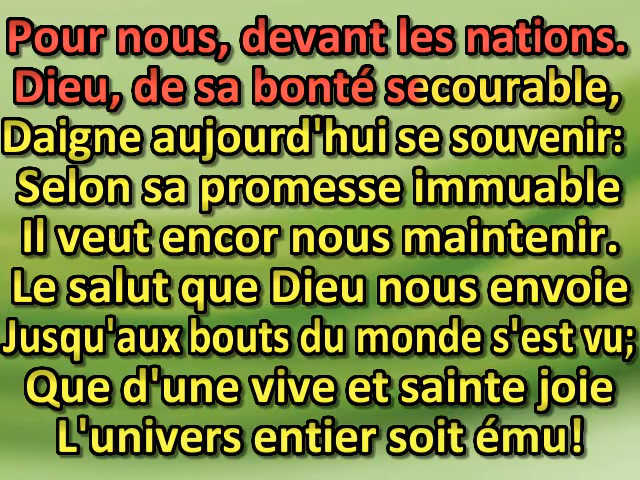 Pour nous, devant les nations.
Dieu, de sa bonté secourable,
Daigne aujourd'hui se souvenir:
Selon sa promesse immuable
Il veut encor nous maintenir.
Le salut que Dieu nous envoie
Jusqu'aux bouts du monde s'est vu;
Que d'une vive et sainte joie
L'univers entier soit ému!